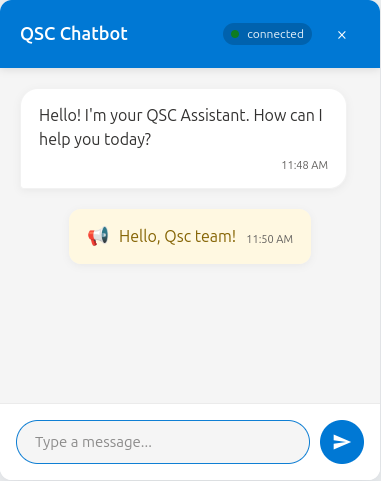 QSC Chatbot
connected
×
Hello! I'm your QSC Assistant. How can I
help you today?
11:48 AM
📢 Hello, Qsc team! 11:50 AM
Type a message...